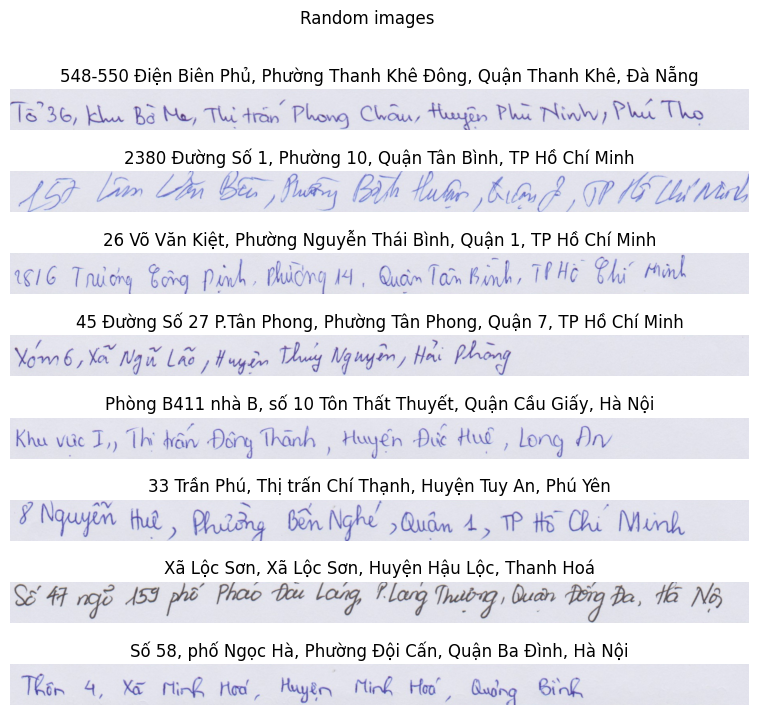 Random images
548-550 Điện Biên Phủ, Phường Thanh Khê Đông, Quận Thanh Khê, Đà Nẵng
Tổ 36, khu Bờ Me, Thị trấn Phong Châu, Huyện Phù Ninh, Phú Thọ
2380 Đường Số 1, Phường 10, Quận Tân Bình, TP Hồ Chí Minh
157 Lâm Văn Bền, Phường Bình Thuận, Quận 7, TP Hồ Chí Minh
26 Võ Văn Kiệt, Phường Nguyễn Thái Bình, Quận 1, TP Hồ Chí Minh
281G Trường Công Định, Phường 14, Quận Tân Bình, TP Hồ Chí Minh
45 Đường Số 27 P.Tân Phong, Phường Tân Phong, Quận 7, TP Hồ Chí Minh
Xóm 6, Xã Ngũ Lão, Huyện Thủy Nguyên, Hải Phòng
Phòng B411 nhà B, số 10 Tôn Thất Thuyết, Quận Cầu Giấy, Hà Nội
Khu vực I,, Thị trấn Đông Thành, Huyện Đức Huệ, Long An
33 Trần Phú, Thị trấn Chí Thạnh, Huyện Tuy An, Phú Yên
8 Nguyễn Huệ, Phường Bến Nghé, Quận 1, TP Hồ Chí Minh
Xã Lộc Sơn, Xã Lộc Sơn, Huyện Hậu Lộc, Thanh Hoá
Số 47 ngõ 159 phố Pháo Đài Láng, P.Láng Thượng, Quận Đống Đa, Hà Nội
Số 58, phố Ngọc Hà, Phường Đội Cấn, Quận Ba Đình, Hà Nội
Thôn 4, Xã Minh Hoá, Huyện Minh Hoá, Quảng Bình